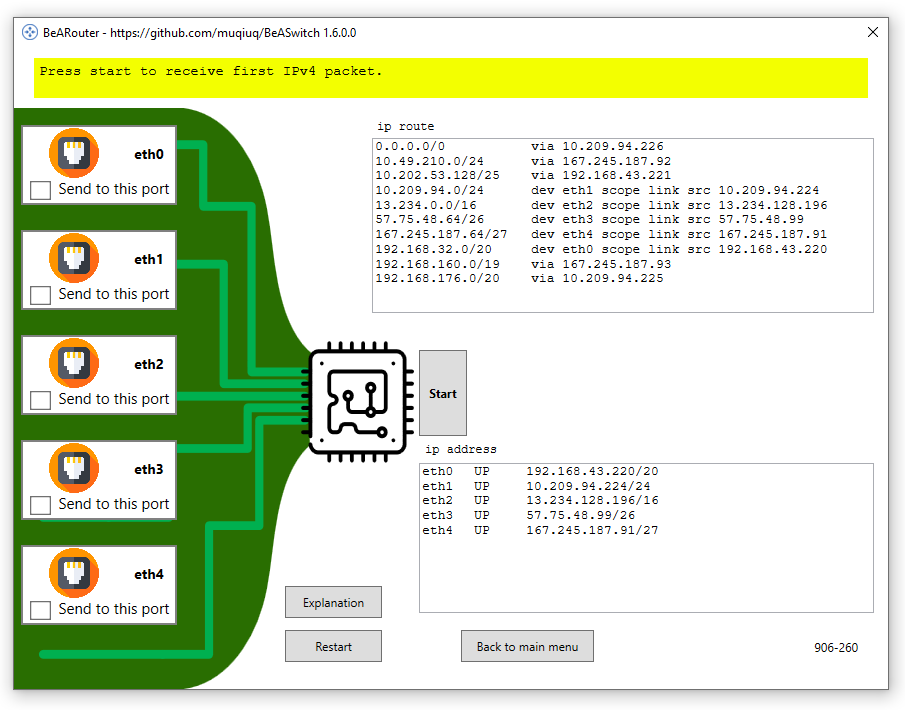 BeARouter - https://github.com/muqiuq/BeASwitch 1.6.0.0
Press start to receive first IPv4 packet.
eth0
Send to this port
eth1
Send to this port
eth2
Send to this port
eth3
Send to this port
eth4
Send to this port
ip route
0.0.0.0/0 via 10.209.94.226
10.49.210.0/24 via 167.245.187.92
10.202.53.128/25 via 192.168.43.221
10.209.94.0/24 dev eth1 scope link src 10.209.94.224
13.234.0.0/16 dev eth2 scope link src 13.234.128.196
57.75.48.64/26 dev eth3 scope link src 57.75.48.99
167.245.187.64/27 dev eth4 scope link src 167.245.187.91
192.168.32.0/20 dev eth0 scope link src 192.168.43.220
192.168.160.0/19 via 167.245.187.93
192.168.176.0/20 via 10.209.94.225
Start
ip address
eth0 UP 192.168.43.220/20
eth1 UP 10.209.94.224/24
eth2 UP 13.234.128.196/16
eth3 UP 57.75.48.99/26
eth4 UP 167.245.187.91/27
Explanation
Restart
Back to main menu
906-260